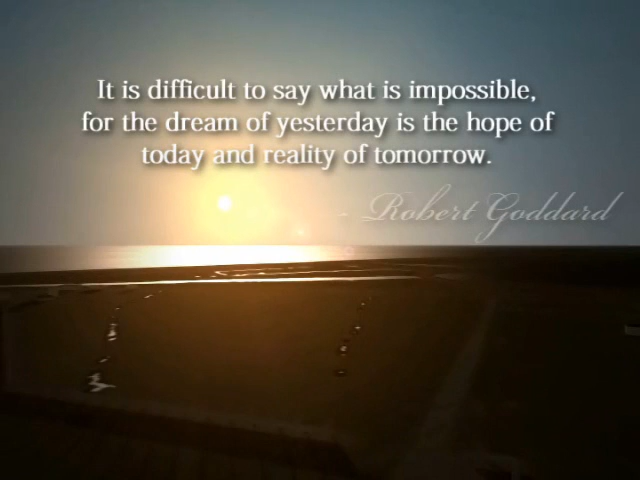 It is difficult to say what is impossible,
for the dream of yesterday is the hope of
today and reality of tomorrow.
- Robert Goddard